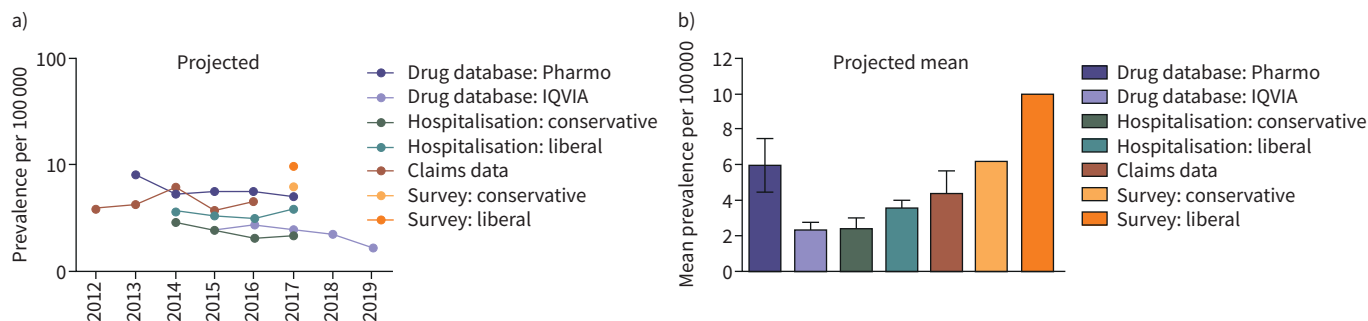 a)
Projected
Prevalence per 100 000
100
10
0
2012
2013
2014
2015
2016
2017
2018
2019
Drug database: Pharmo
Drug database: IQVIA
Hospitalisation: conservative
Hospitalisation: liberal
Claims data
Survey: conservative
Survey: liberal
b)
Projected mean
Mean prevalence per 100 000
12
10
8
6
4
2
0
Drug database: Pharmo
Drug database: IQVIA
Hospitalisation: conservative
Hospitalisation: liberal
Claims data
Survey: conservative
Survey: liberal